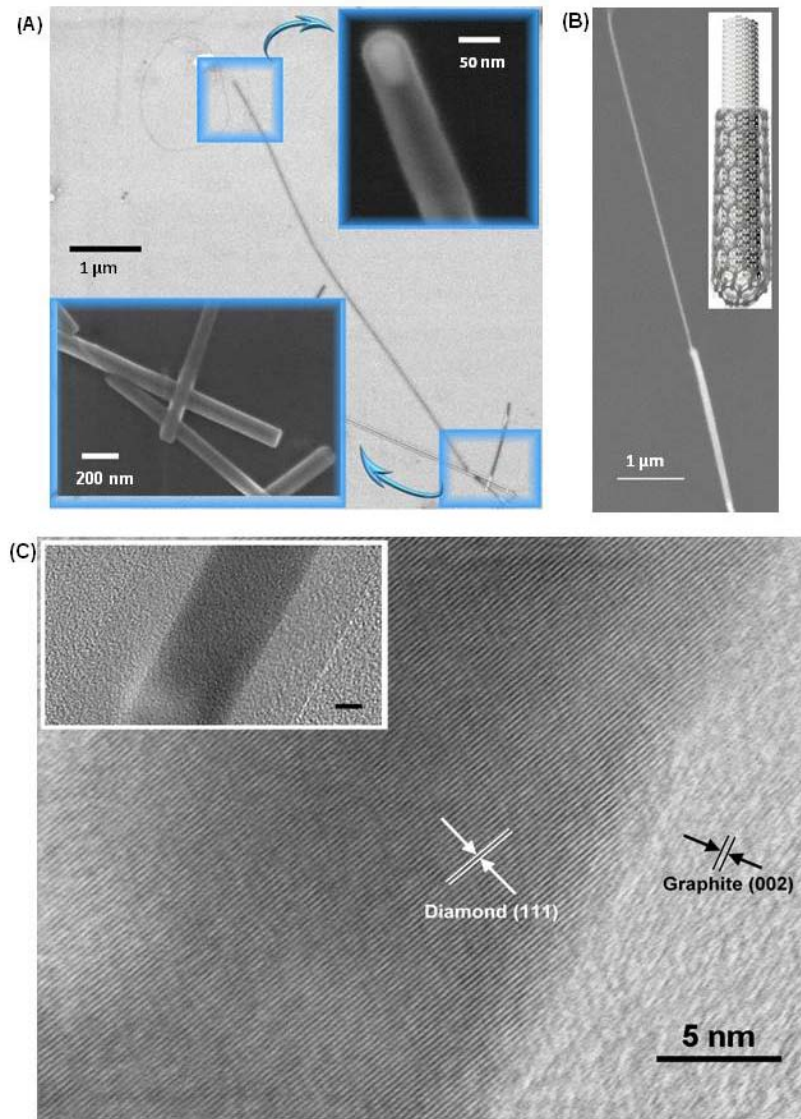 (A)
50 nm
1 μm
200 nm
(B)
1 μm
(C)
Diamond (111)
Graphite (002)
5 nm